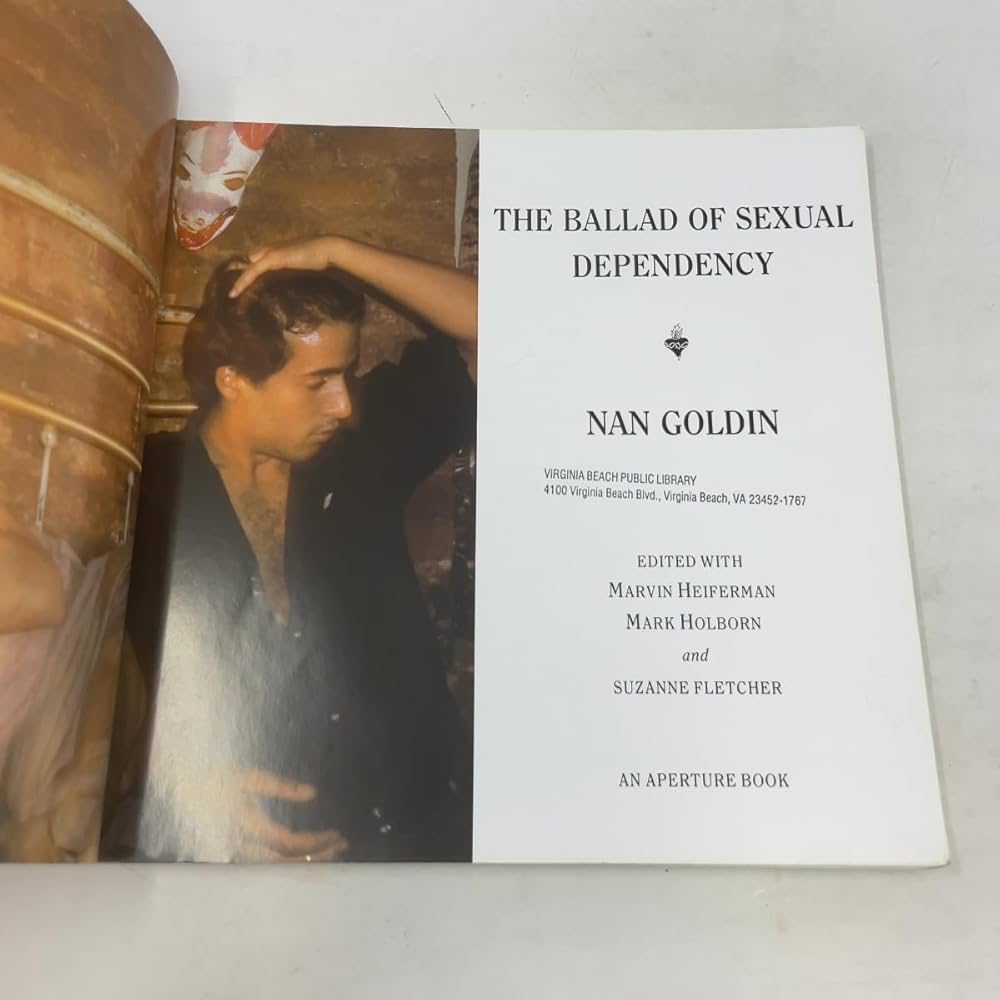 THE BALLAD OF SEXUAL
DEPENDENCY
NAN GOLDIN
VIRGINIA BEACH PUBLIC LIBRARY
4100 Virginia Beach Blvd., Virginia Beach, VA 23452-1767
EDITED WITH
MARVIN HEIFERMAN
MARK HOLBORN
and
SUZANNE FLETCHER
AN APERTURE BOOK